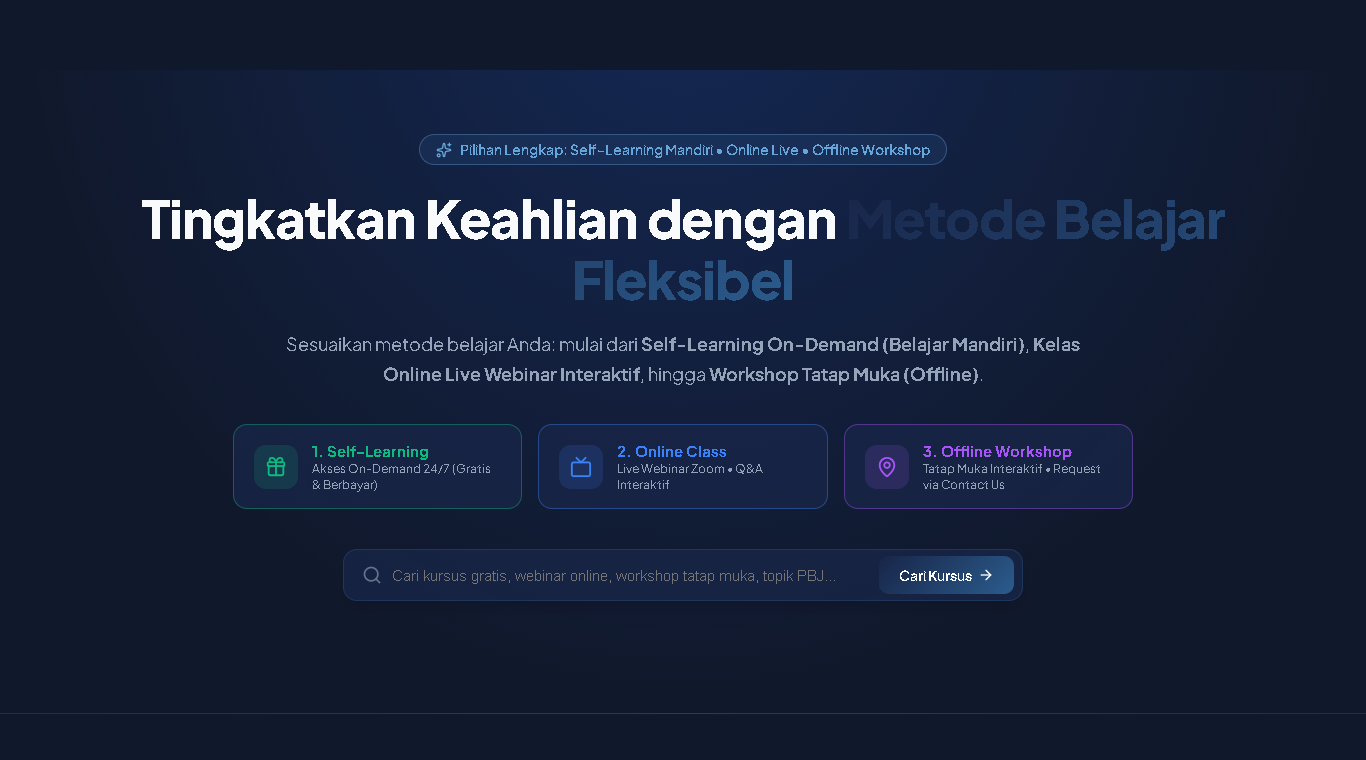 Pilihan Lengkap: Self-Learning Mandiri • Online Live • Offline Workshop
Tingkatkan Keahlian dengan Metode Belajar
Fleksibel
Sesuaikan metode belajar Anda: mulai dari Self-Learning On-Demand (Belajar Mandiri), Kelas
Online Live Webinar Interaktif, hingga Workshop Tatap Muka (Offline).
1. Self-Learning
Akses On-Demand 24/7 (Gratis
& Berbayar)
2. Online Class
Live Webinar Zoom • Q&A
Interaktif
3. Offline Workshop
Tatap Muka Interaktif • Request
via Contact Us
Cari kursus gratis, webinar online, workshop tatap muka, topik PBJ...
Cari Kursus